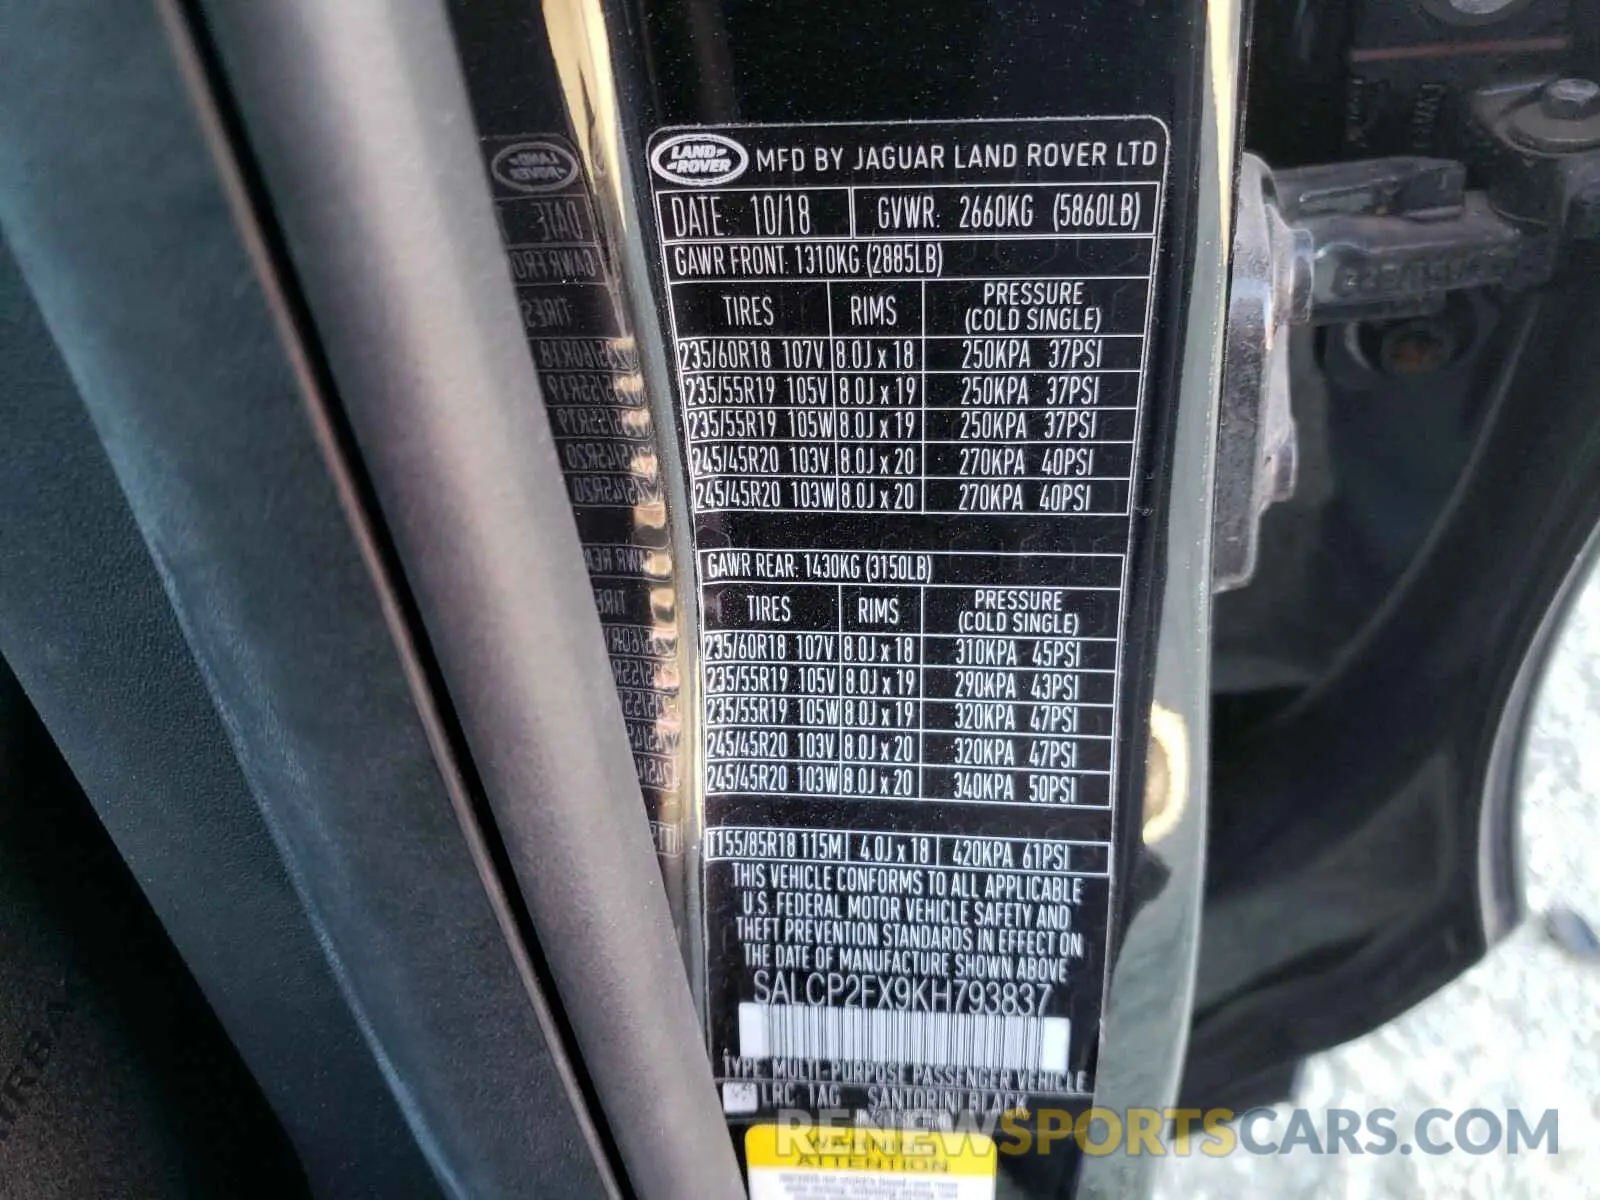 LAND ROVER MFD BY JAGUAR LAND ROVER LTD
DATE: 10/18 GVWR: 2660KG (5860LB)
GAWR FRONT: 1310KG (2885LB)
TIRES RIMS PRESSURE (COLD SINGLE)
235/60R18 107V 8.0J x 18 250KPA 37PSI
235/55R19 105V 8.0J x 19 250KPA 37PSI
235/55R19 105W 8.0J x 19 250KPA 37PSI
245/45R20 103V 8.0J x 20 270KPA 40PSI
245/45R20 103W 8.0J x 20 270KPA 40PSI
GAWR REAR: 1430KG (3150LB)
TIRES RIMS PRESSURE (COLD SINGLE)
235/60R18 107V 8.0J x 18 310KPA 45PSI
235/55R19 105V 8.0J x 19 290KPA 43PSI
235/55R19 105W 8.0J x 19 320KPA 47PSI
245/45R20 103V 8.0J x 20 320KPA 47PSI
245/45R20 103W 8.0J x 20 340KPA 50PSI
T155/85R18 115M 4.0J x 18 420KPA 61PSI
THIS VEHICLE CONFORMS TO ALL APPLICABLE
U.S. FEDERAL MOTOR VEHICLE SAFETY AND
THEFT PREVENTION STANDARDS IN EFFECT ON
THE DATE OF MANUFACTURE SHOWN ABOVE
SALCP2FX9KH793837
TYPE MULTI-PURPOSE PASSENGER VEHICLE
LRC 1AG SANTORINI BLACK
RENEWSPORTSCARS.COM
WARNING
ATTENTION